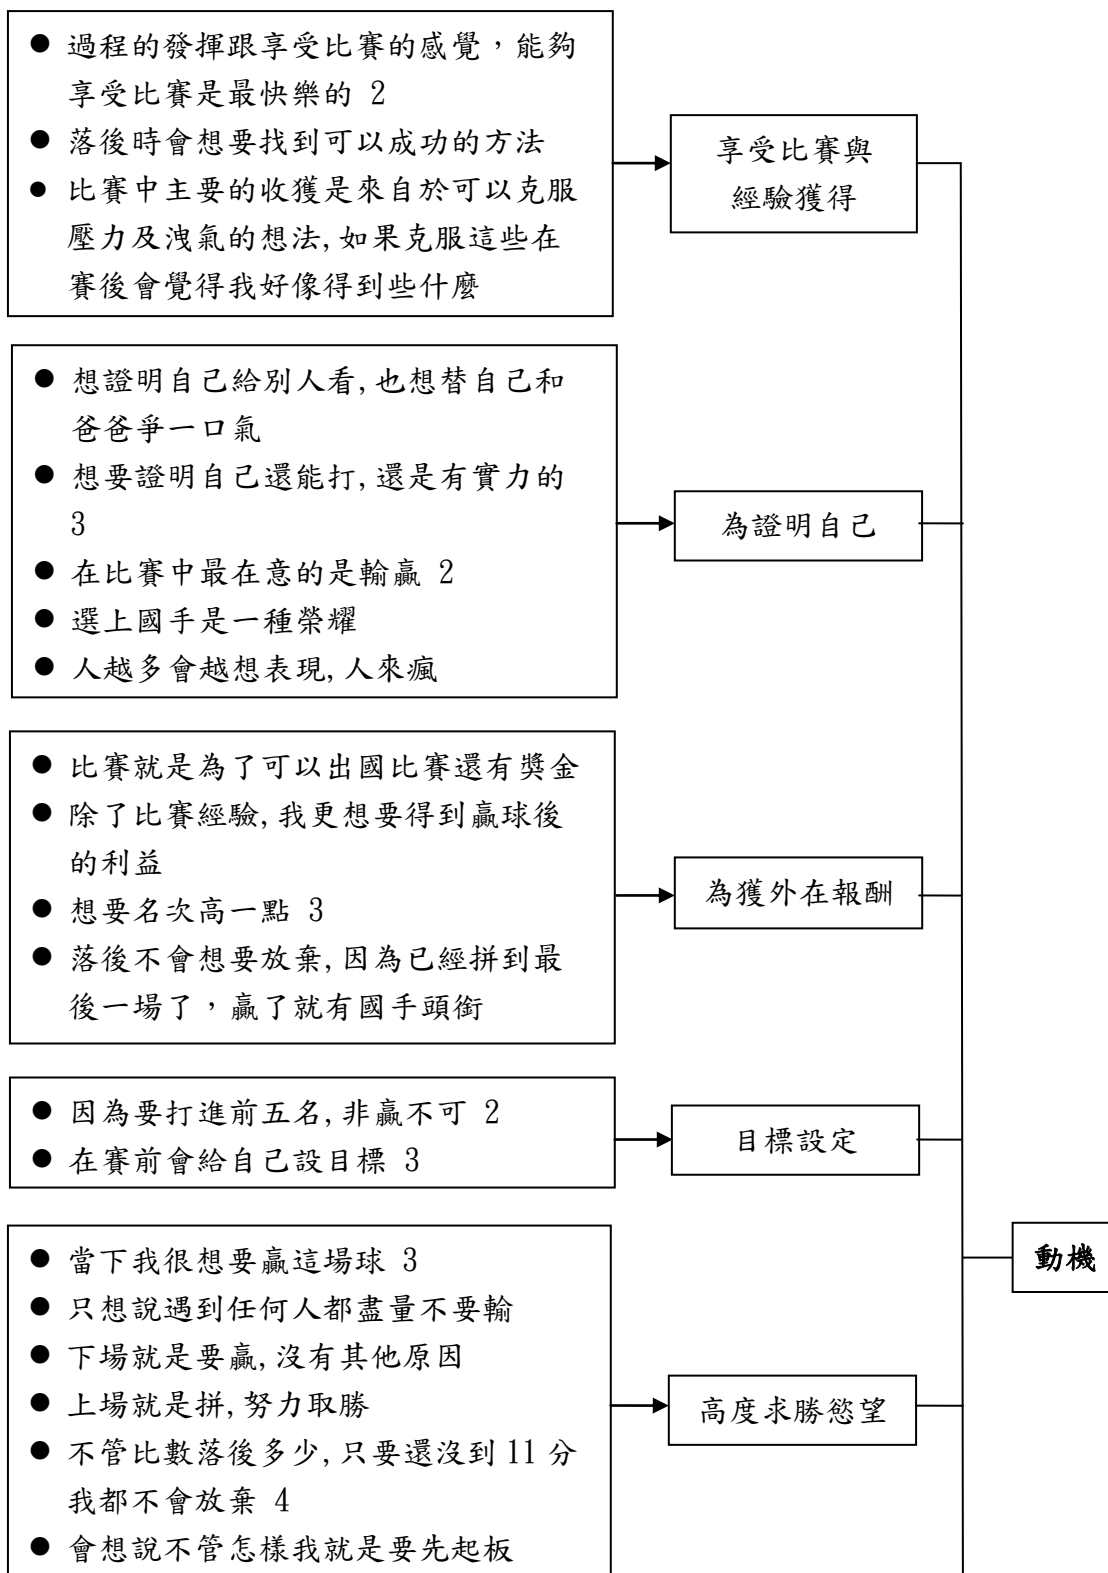 ● 過程的發揮跟享受比賽的感覺，能夠
享受比賽是最快樂的 2
● 落後時會想要找到可以成功的方法
● 比賽中主要的收獲是來自於可以克服
壓力及洩氣的想法,如果克服這些在
賽後會覺得我好像得到些什麼
享受比賽與
經驗獲得
● 想證明自己給別人看,也想替自己和
爸爸爭一口氣
● 想要證明自己還能打,還是有實力的
3
● 在比賽中最在意的是輸贏 2
● 選上國手是一種榮耀
● 人越多會越想表現,人來瘋
為證明自己
● 比賽就是為了可以出國比賽還有獎金
● 除了比賽經驗,我更想要得到贏球後
的利益
● 想要名次高一點 3
● 落後不會想要放棄,因為已經拼到最
後一場了，贏了就有國手頭銜
為獲外在報酬
● 因為要打進前五名,非贏不可 2
● 在賽前會給自己設目標 3
目標設定
● 當下我很想要贏這場球 3
● 只想說遇到任何人都盡量不要輸
● 下場就是要贏,沒有其他原因
● 上場就是拼,努力取勝
● 不管比數落後多少,只要還沒到 11 分
我都不會放棄 4
● 會想說不管怎樣我就是要先起板
高度求勝慾望
動機